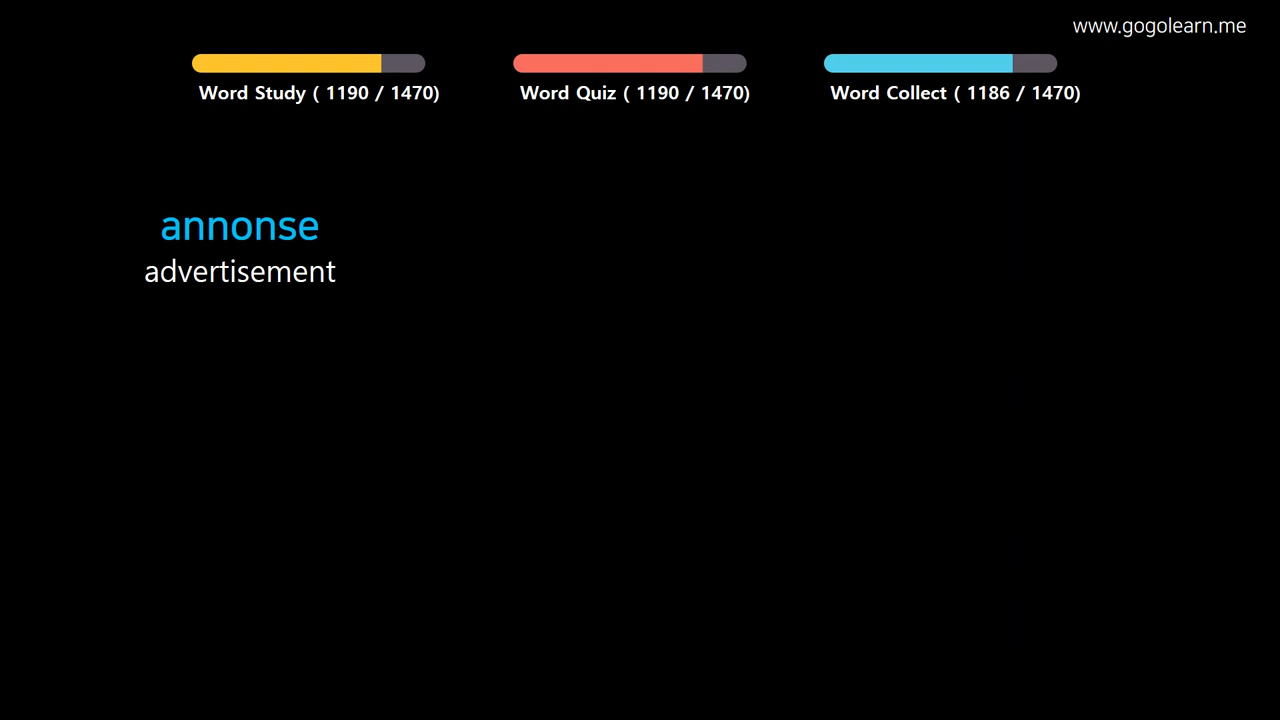 www.gogolearn.me
Word Study ( 1190 / 1470)
Word Quiz ( 1190 / 1470)
Word Collect ( 1186 / 1470)
annonse
advertisement